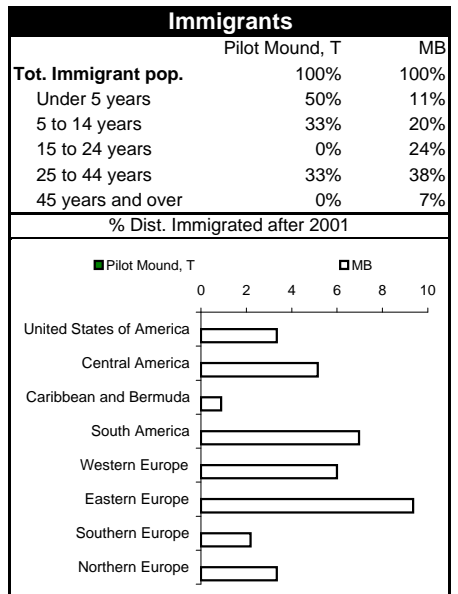 Immigrants
Pilot Mound, T MB
Tot. Immigrant pop. 100% 100%
Under 5 years 50% 11%
5 to 14 years 33% 20%
15 to 24 years 0% 24%
25 to 44 years 33% 38%
45 years and over 0% 7%
% Dist. Immigrated after 2001
Pilot Mound, T MB
0 2 4 6 8 10
United States of America
Central America
Caribbean and Bermuda
South America
Western Europe
Eastern Europe
Southern Europe
Northern Europe